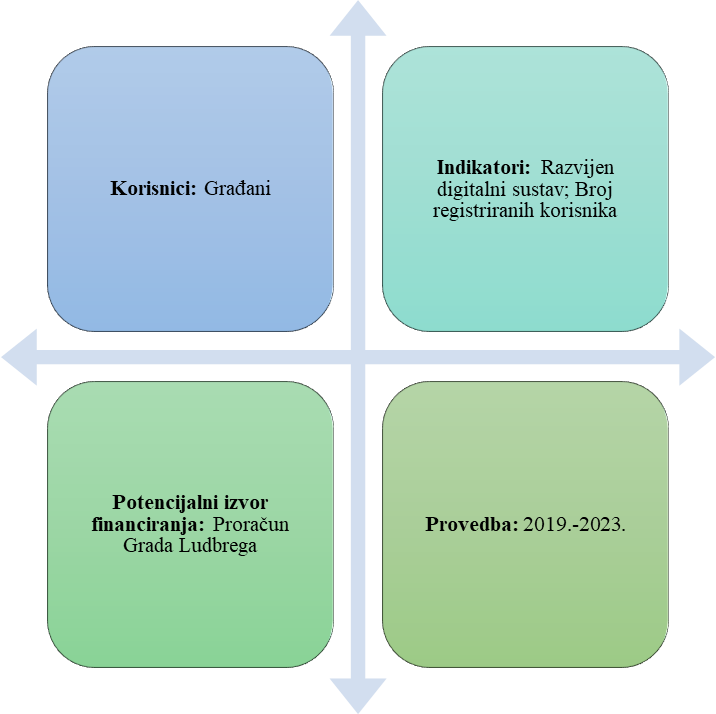 Korisnici: Građani
Indikatori: Razvijen
digitalni sustav; Broj
registriranih korisnika
Potencijalni izvor
financiranja: Proračun
Grada Ludbrega
Provedba: 2019.-2023.